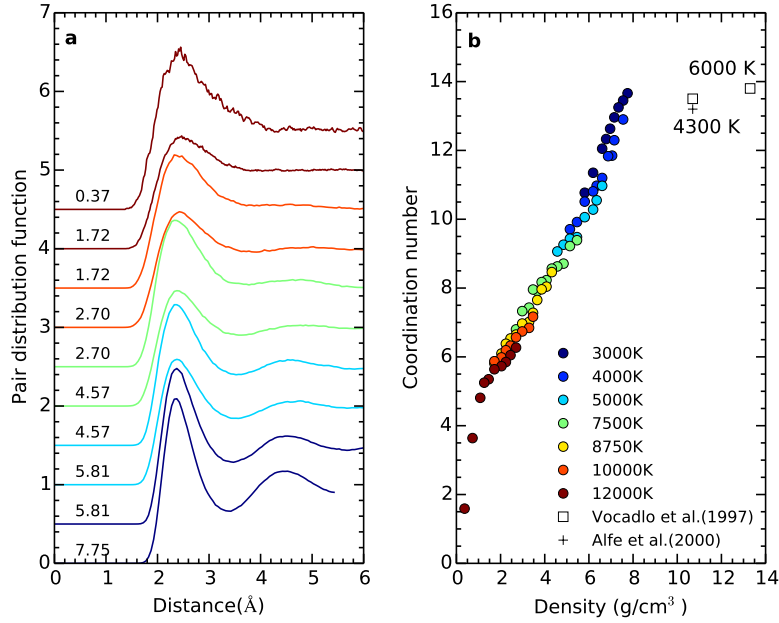 a
Pair distribution function
7
6
5
4
3
2
1
0
0.37
1.72
1.72
2.70
2.70
4.57
4.57
5.81
5.81
7.75
0 1 2 3 4 5 6
Distance(Å)
b
Coordination number
16
14
12
10
8
6
4
2
0
6000 K
4300 K
3000K
4000K
5000K
7500K
8750K
10000K
12000K
Vocadlo et al.(1997)
Alfe et al.(2000)
0 2 4 6 8 10 12 14
Density (g/cm³ )